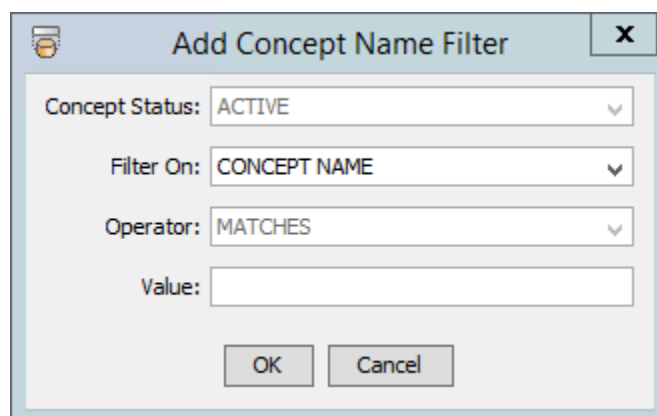 Add Concept Name Filter x
Concept Status: ACTIVE
Filter On: CONCEPT NAME
Operator: MATCHES
Value:
OK Cancel